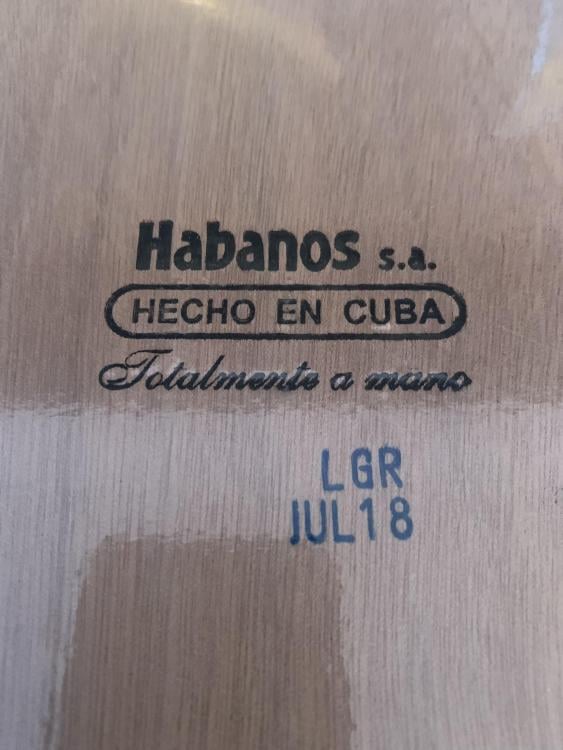 Habanos s.a.
HECHO EN CUBA
Totalmente a mano
LGR
JUL18